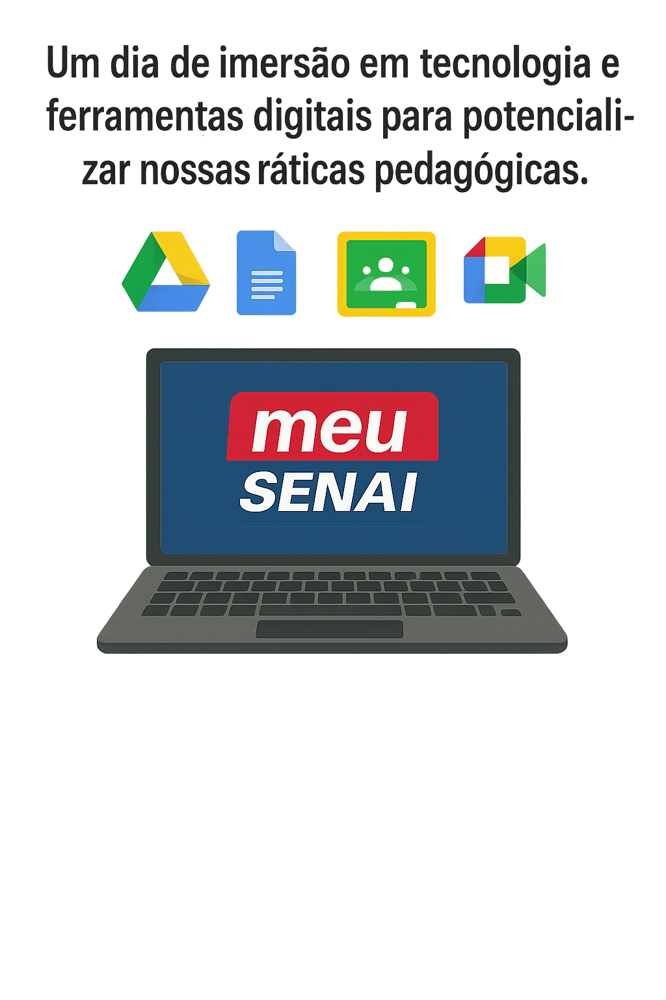 Um dia de imersão em tecnologia e
ferramentas digitais para potenciali-
zar nossas ráticas pedagógicas.
meu
SENAI